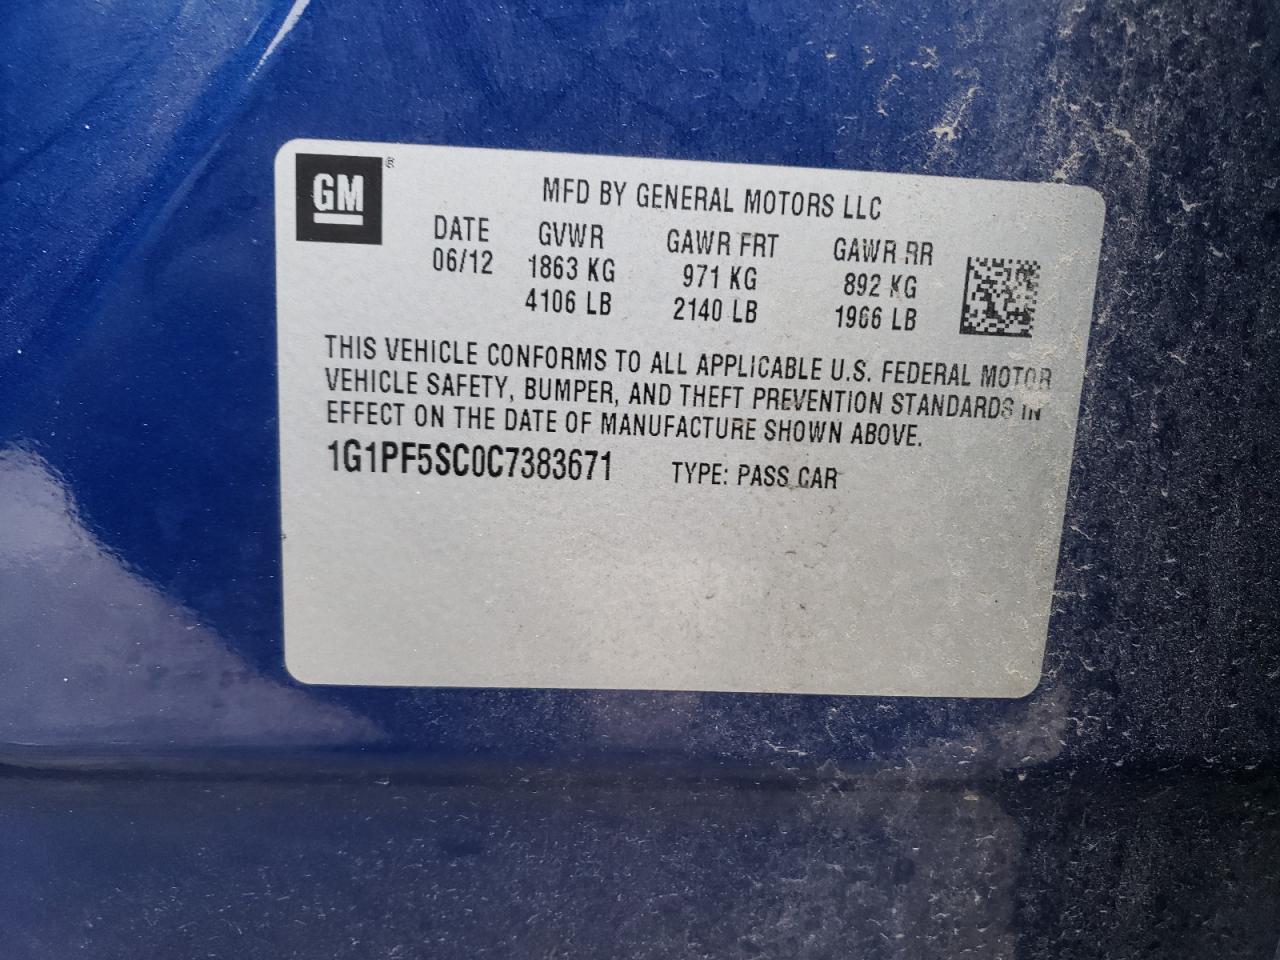 GM ®
MFD BY GENERAL MOTORS LLC
DATE GVWR GAWR FRT GAWR RR
06/12 1863 KG 971 KG 892 KG
4106 LB 2140 LB 1966 LB
THIS VEHICLE CONFORMS TO ALL APPLICABLE U.S. FEDERAL MOTOR
VEHICLE SAFETY, BUMPER, AND THEFT PREVENTION STANDARDS IN
EFFECT ON THE DATE OF MANUFACTURE SHOWN ABOVE.
1G1PF5SC0C7383671 TYPE: PASS CAR